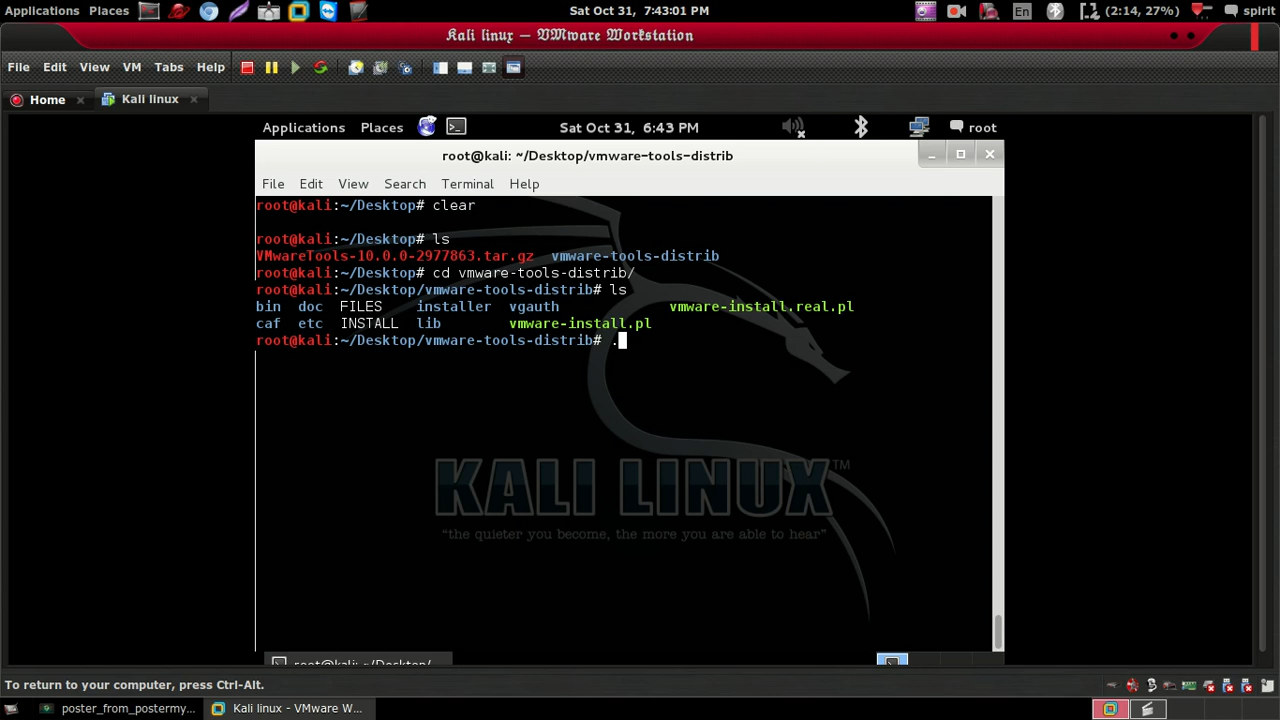 Applications Places Sat Oct 31, 7:43:01 PM En (2:14, 27%) spirit
Kali linux – VMware Workstation
File Edit View VM Tabs Help
Home × Kali linux ×
Applications Places Sat Oct 31, 6:43 PM root
root@kali: ~/Desktop/vmware-tools-distrib
File Edit View Search Terminal Help
root@kali:~/Desktop# clear
root@kali:~/Desktop# ls
VMwareTools-10.0.0-2977863.tar.gz vmware-tools-distrib
root@kali:~/Desktop# cd vmware-tools-distrib/
root@kali:~/Desktop/vmware-tools-distrib# ls
bin doc FILES installer vgauth vmware-install.real.pl
caf etc INSTALL lib vmware-install.pl
root@kali:~/Desktop/vmware-tools-distrib# .
KALI LINUX™
“the quieter you become, the more you are able to hear”
root@kali: ~/Desktop/
To return to your computer, press Ctrl-Alt.
poster_from_postermy... Kali linux - VMware W...